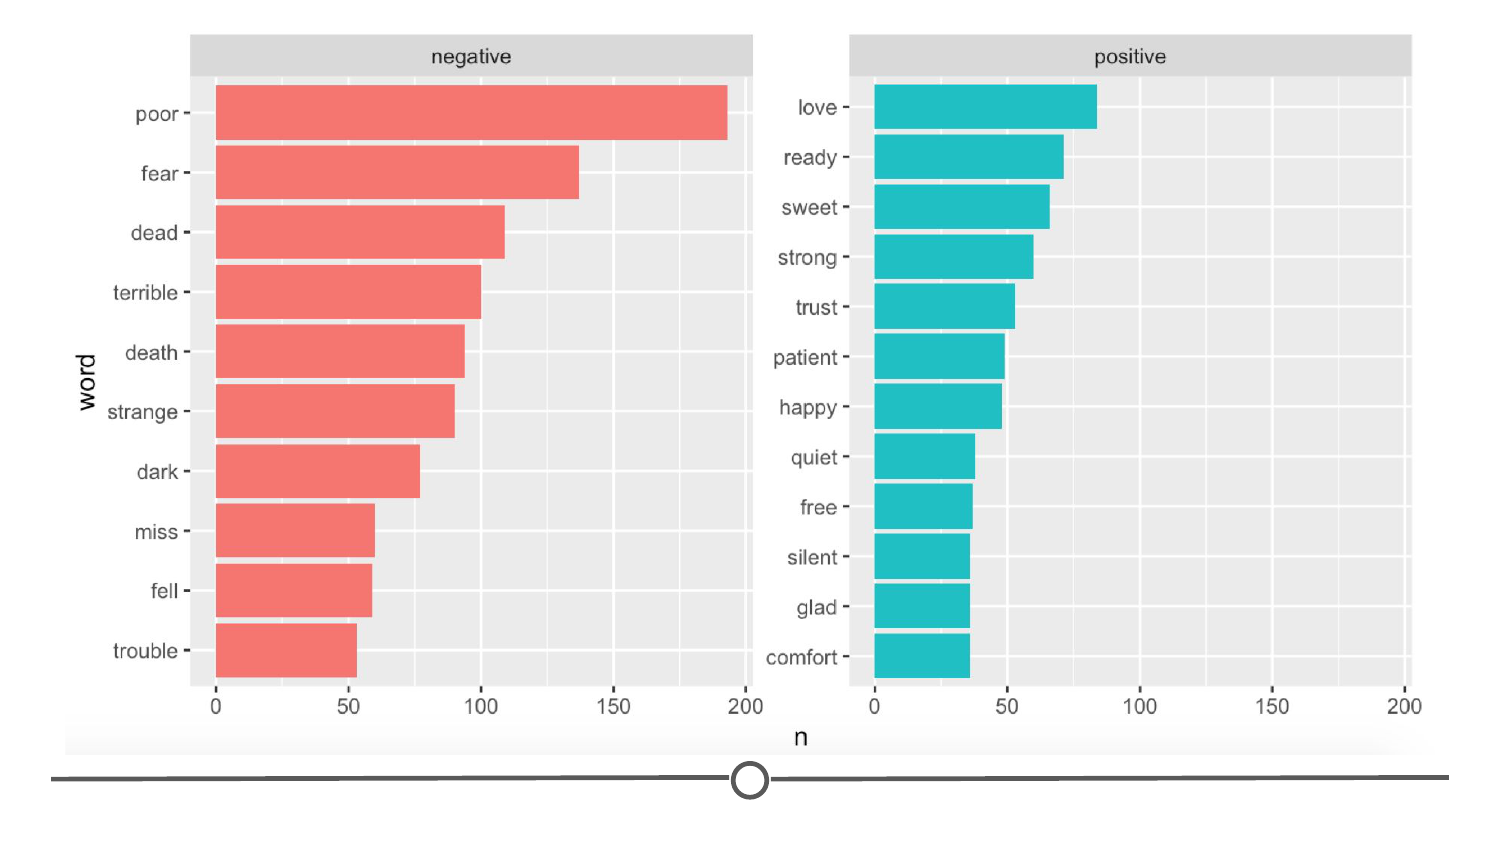 negative
poor
fear
dead
terrible
death
strange
dark
miss
fell
trouble
word
0 50 100 150 200
positive
love
ready
sweet
strong
trust
patient
happy
quiet
free
silent
glad
comfort
0 50 100 150 200
n